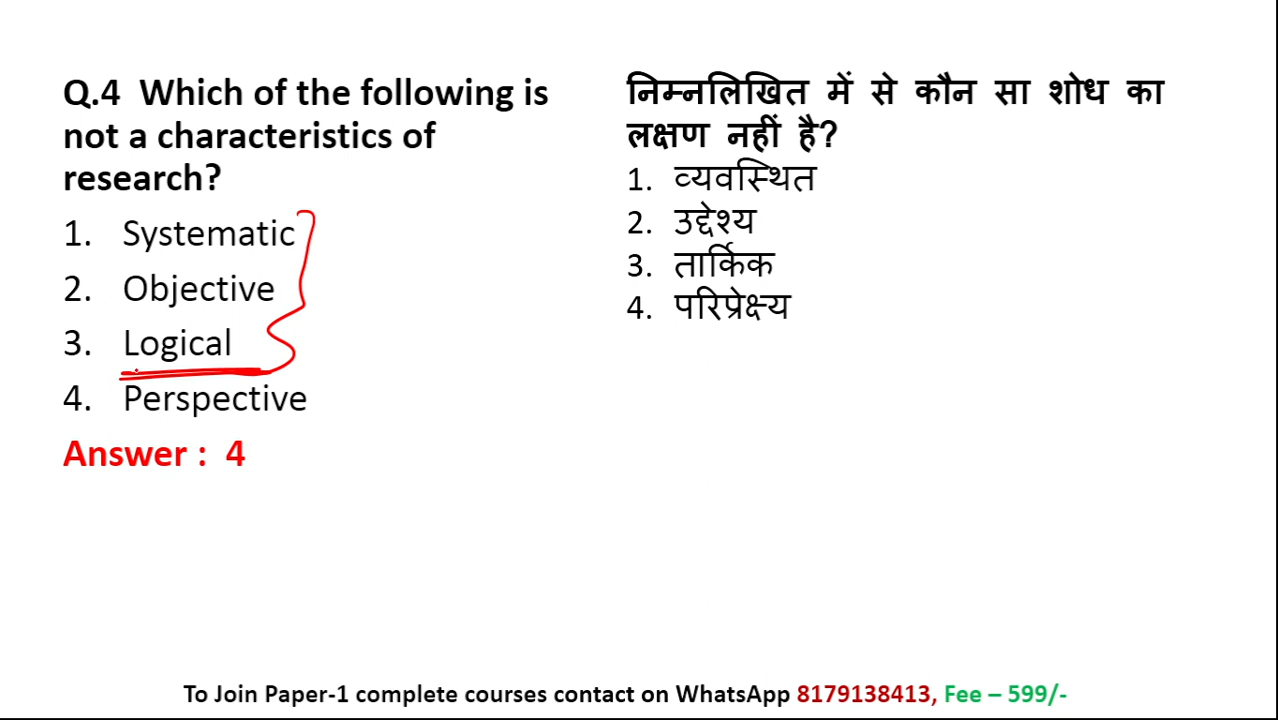 Q.4 Which of the following is
not a characteristics of
research?
1. Systematic
2. Objective
3. Logical
4. Perspective
Answer : 4
निम्नलिखित में से कौन सा शोध का
लक्षण नहीं है?
1. व्यवस्थित
2. उद्देश्य
3. तार्किक
4. परिप्रेक्ष्य
To Join Paper-1 complete courses contact on WhatsApp 8179138413, Fee – 599/-